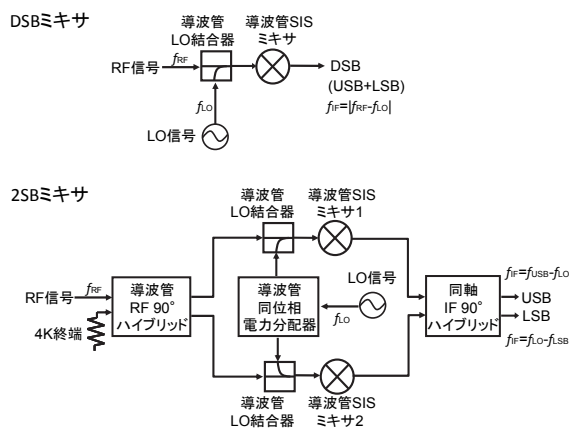 DSBミキサ
導波管
LO結合器
導波管SIS
ミキサ
RF信号
fRF
DSB
(USB+LSB)
fIF=|fRF-fLO|
fLO
LO信号
2SBミキサ
導波管
LO結合器
導波管SIS
ミキサ1
RF信号
fRF
導波管
RF 90°
ハイブリッド
4K終端
導波管
同位相
電力分配器
LO信号
fLO
同軸
IF 90°
ハイブリッド
fIF=fUSB-fLO
USB
LSB
fIF=fLO-fLSB
導波管
LO結合器
導波管SIS
ミキサ2